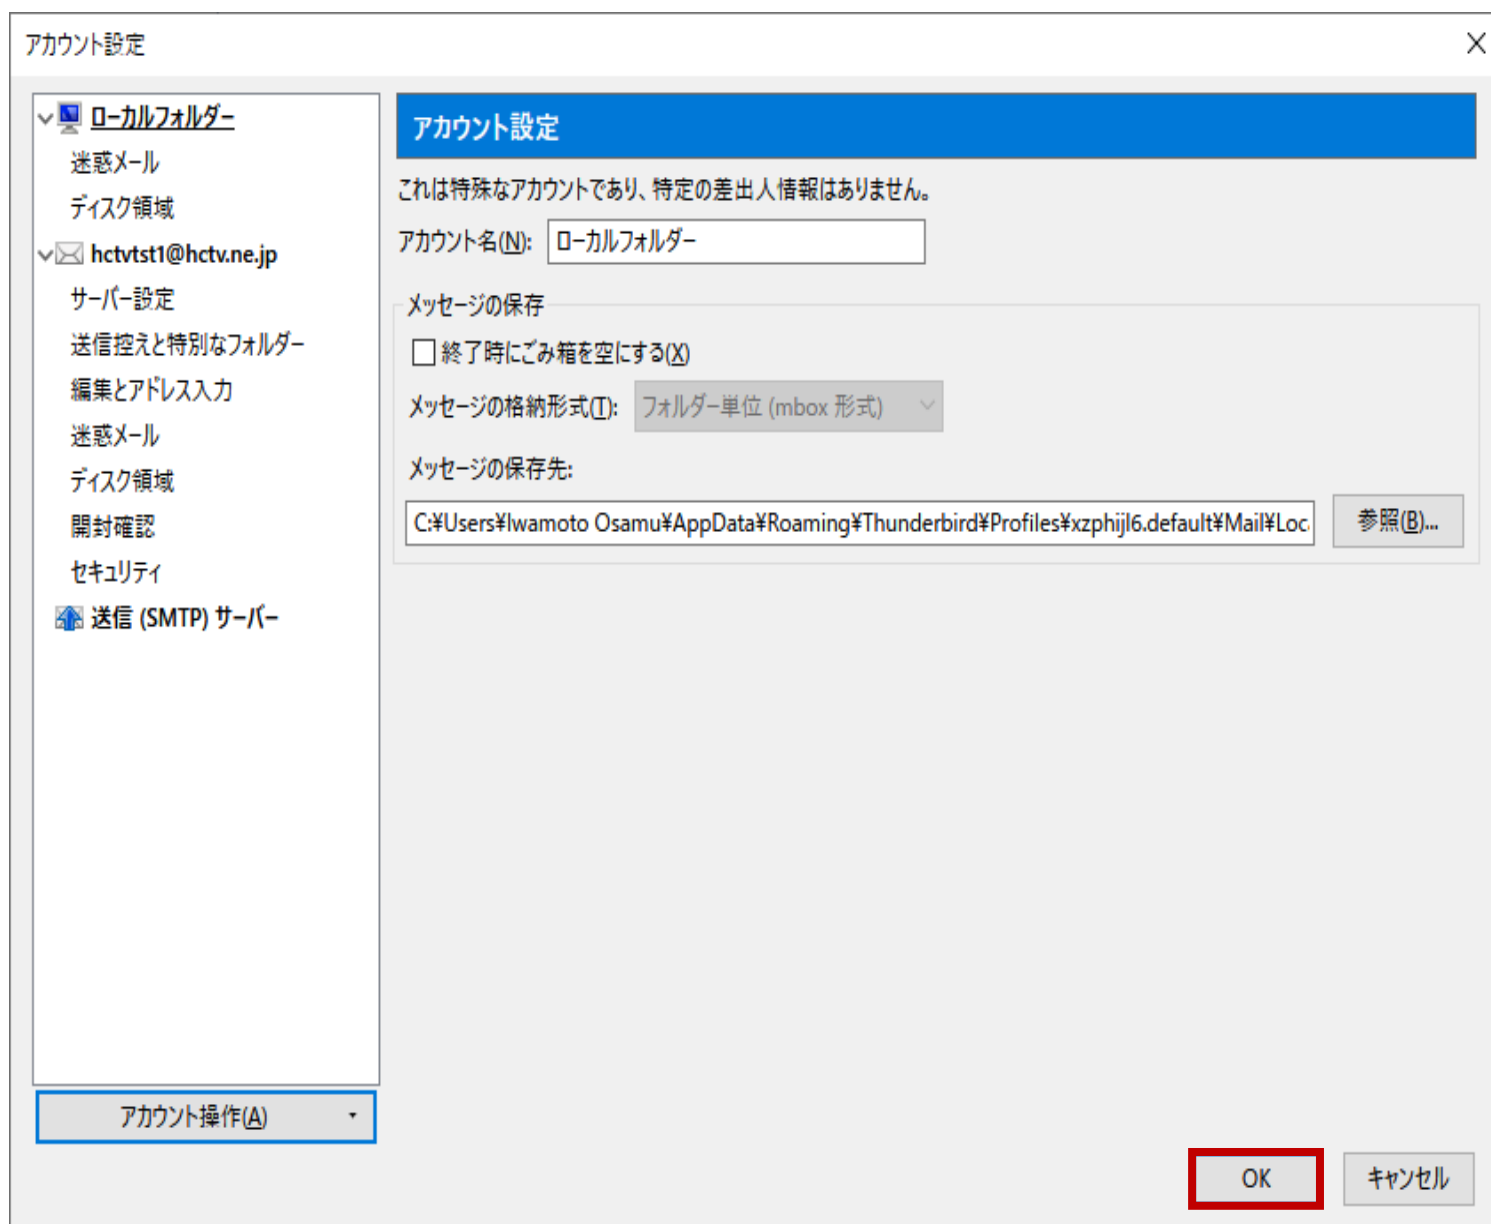 アカウント設定
ローカルフォルダー
迷惑メール
ディスク領域
hctvtst1@hctv.ne.jp
サーバー設定
送信控えと特別なフォルダー
編集とアドレス入力
迷惑メール
ディスク領域
開封確認
セキュリティ
送信 (SMTP) サーバー
アカウント操作(A)
アカウント設定
これは特殊なアカウントであり、特定の差出人情報はありません。
アカウント名(N): ローカルフォルダー
メッセージの保存
終了時にごみ箱を空にする(X)
メッセージの格納形式(T): フォルダー単位 (mbox 形式)
メッセージの保存先:
C:¥Users¥Iwamoto Osamu¥AppData¥Roaming¥Thunderbird¥Profiles¥xzphijl6.default¥Mail¥Loc 参照(B)...
OK キャンセル